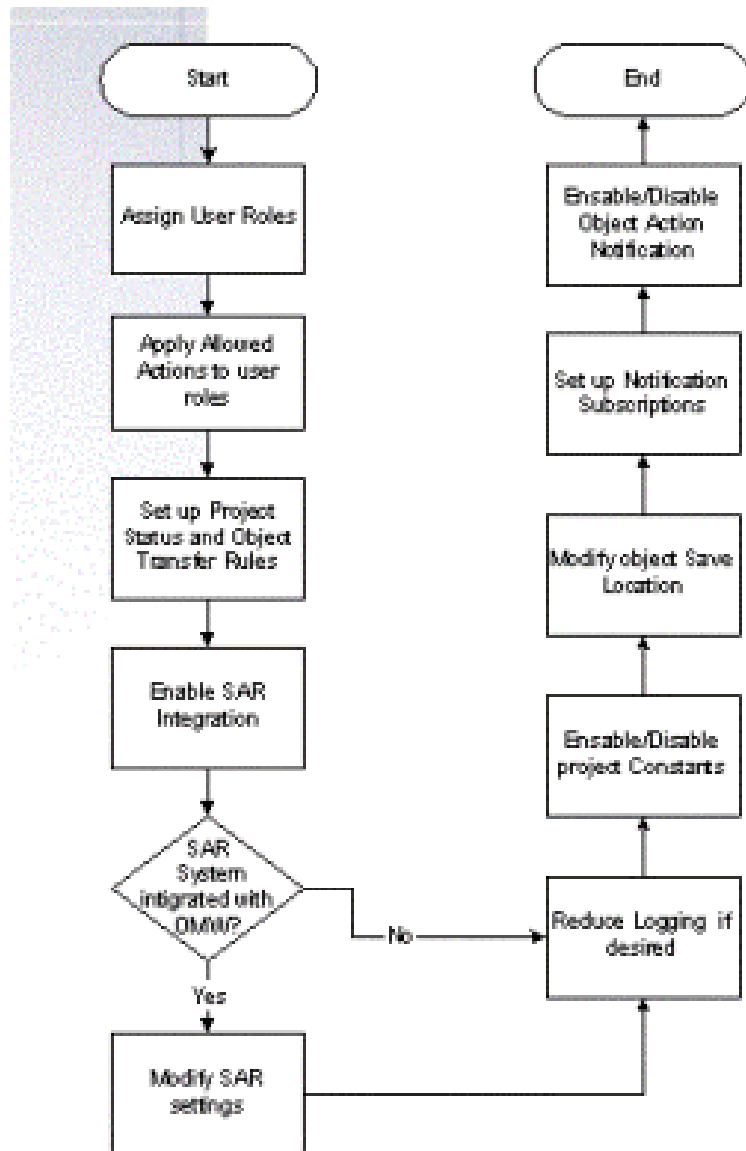 Start
Assign User Roles
Apply Alloured
Actions to user
roles
Set up Project
Status and Object
Transfer Rules
Enable SAR
Integration
SAR
System
intigrated with
OMW?
Yes
No
Modify SAR
settings
Reduce Logging if
desired
Ensable/Disable
project Constants
Modify object Save
Location
Set up Notification
Subscriptions
Ensable/Disable
Object Action
Notification
End